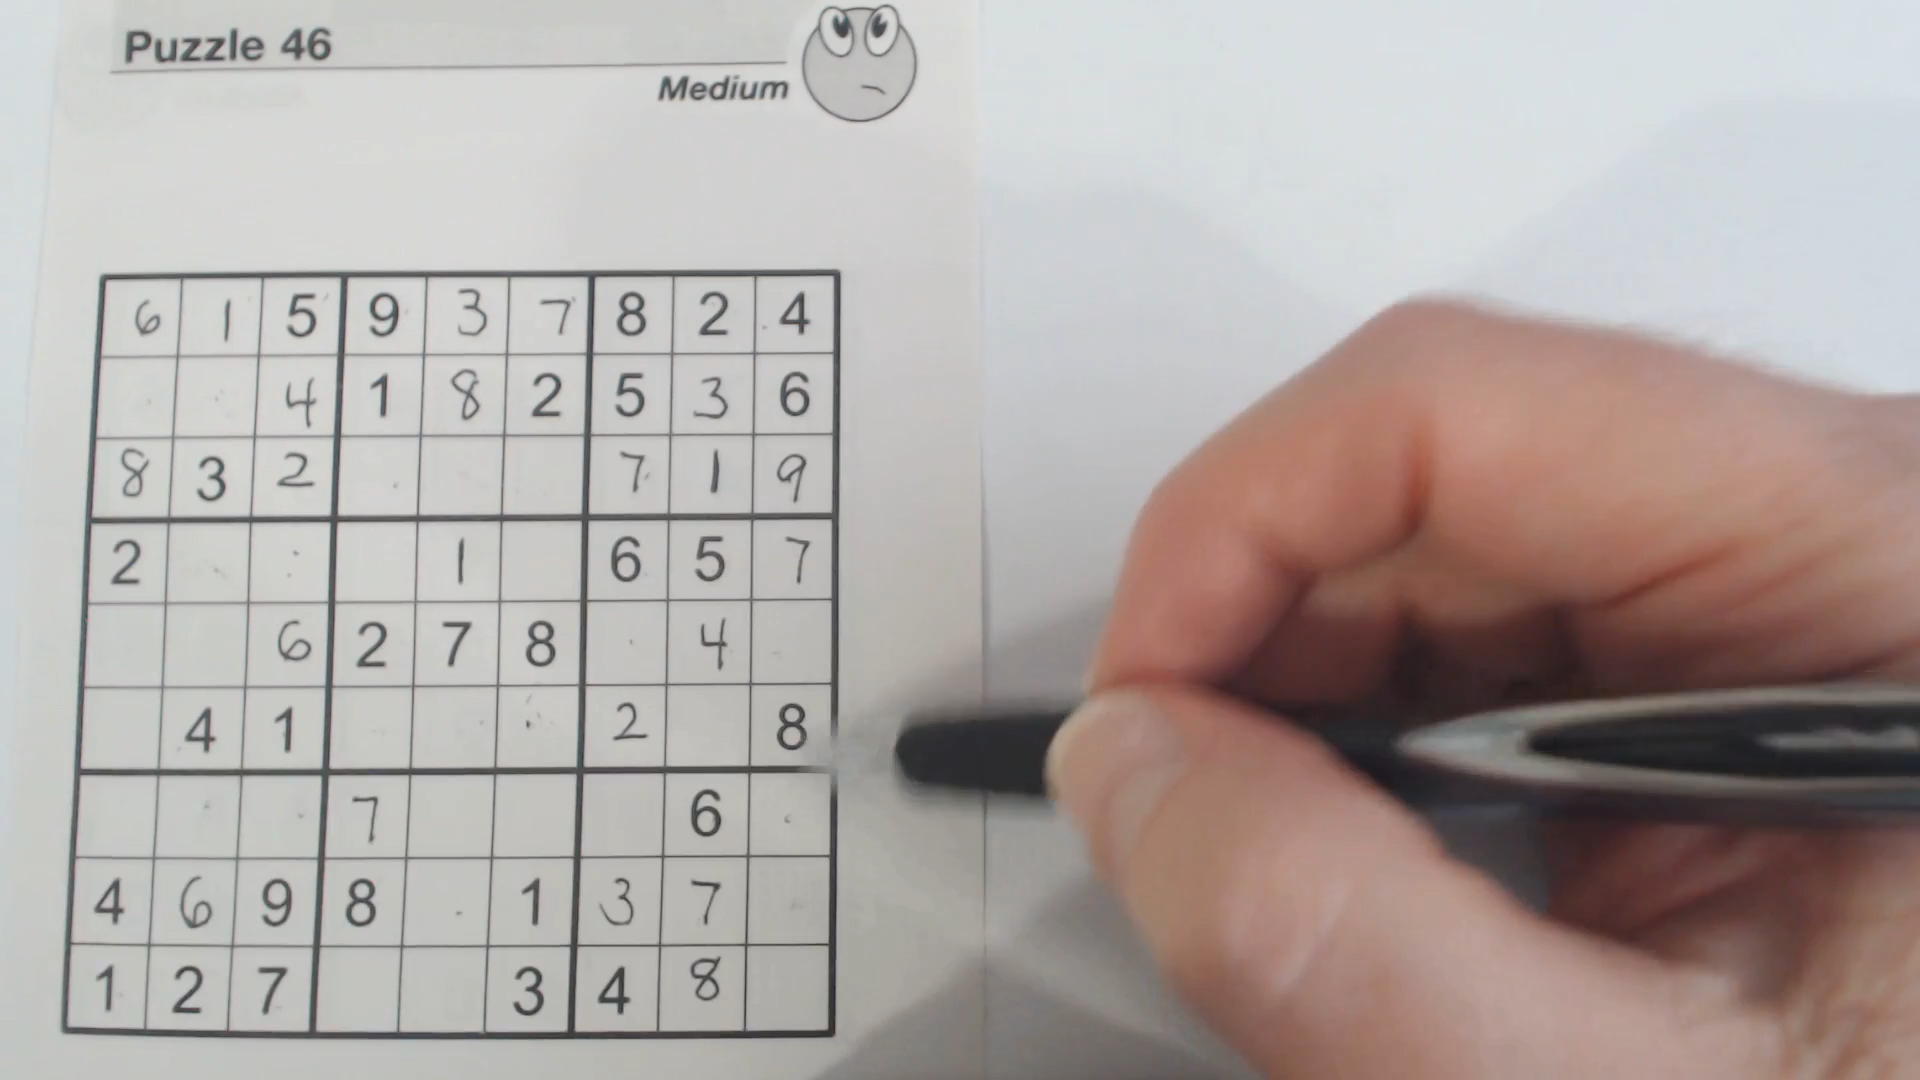 Puzzle 46
Medium
6 1 5 9 3 7 8 2 4
4 1 8 2 5 3 6
8 3 2 7 1 9
2 1 6 5 7
6 2 7 8 4
4 1 2 8
7 6
4 6 9 8 1 3 7
1 2 7 3 4 8